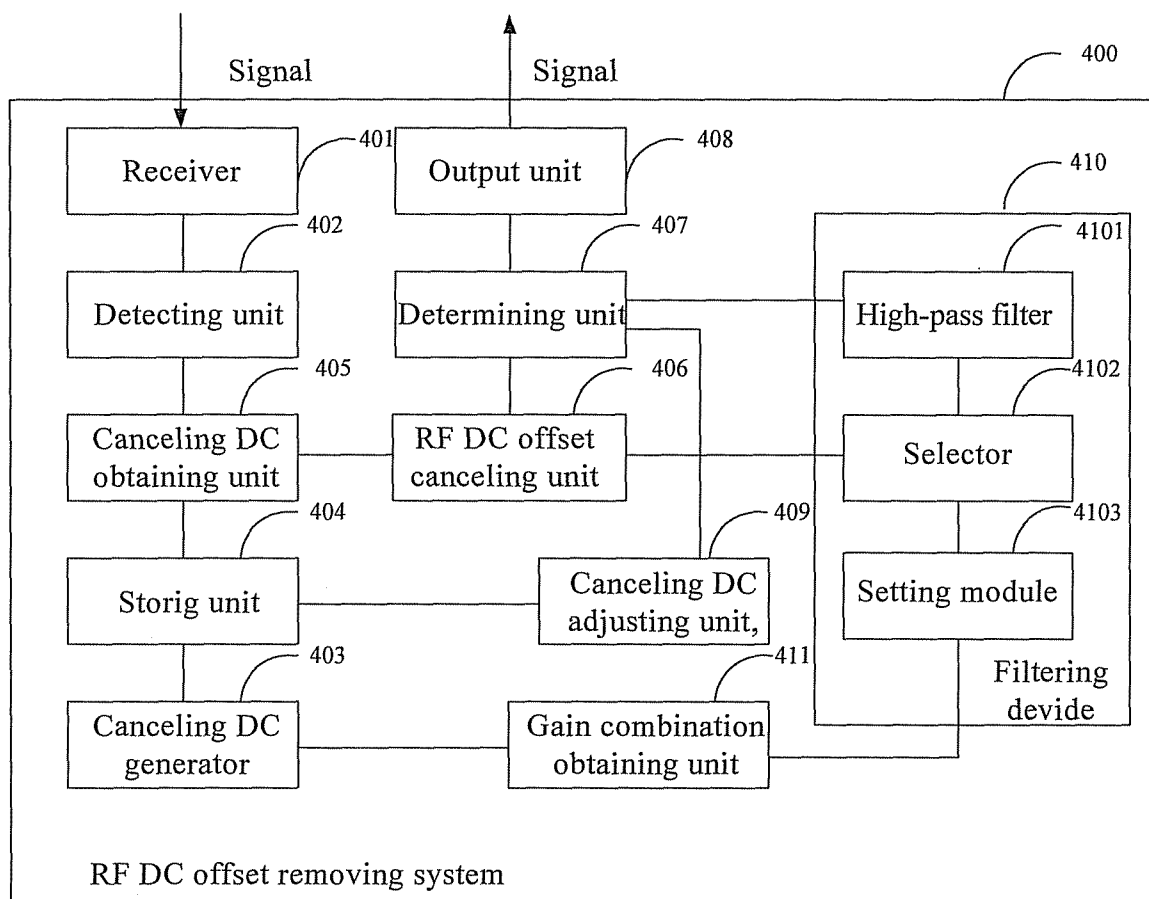 Signal
Signal
400
Receiver
401
Output unit
408
410
402
407
4101
Detecting unit
Determining unit
High-pass filter
405
406
4102
Canceling DC
obtaining unit
RF DC offset
canceling unit
Selector
404
409
4103
Storig unit
Canceling DC
adjusting unit,
Setting module
403
411
Filtering
devide
Canceling DC
generator
Gain combination
obtaining unit
RF DC offset removing system